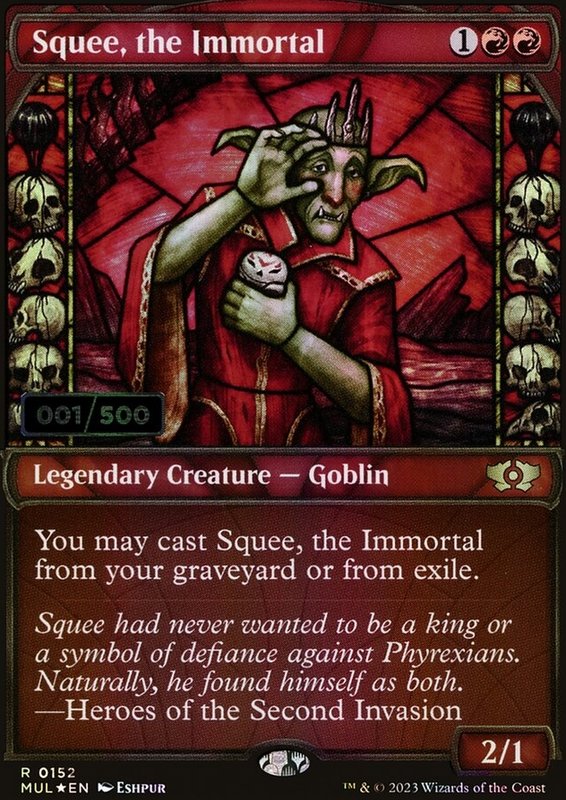 Squee, the Immortal
1
001/500
Legendary Creature — Goblin
You may cast Squee, the Immortal
from your graveyard or from exile.
Squee had never wanted to be a king or
a symbol of defiance against Phyrexians.
Naturally, he found himself as both.
—Heroes of the Second Invasion
2/1
R 0152
MUL★EN Eshpur
™ & © 2023 Wizards of the Coast